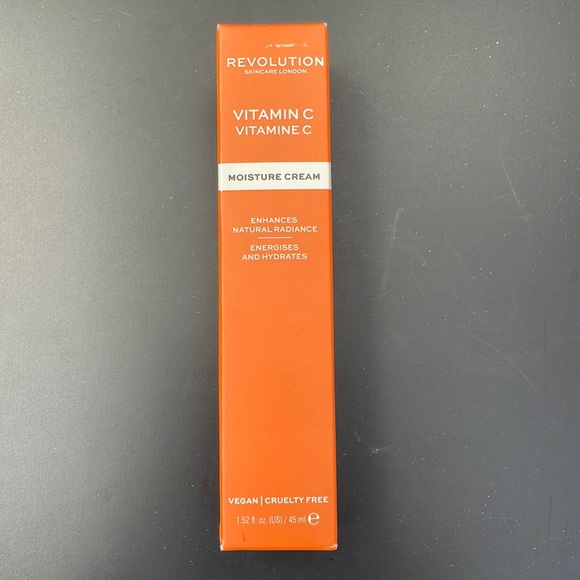 REVOLUTION
SKINCARE LONDON
VITAMIN C
VITAMINE C
MOISTURE CREAM
ENHANCES
NATURAL RADIANCE
ENERGISES
AND HYDRATES
VEGAN | CRUELTY FREE
1.52 fl. oz. (US) / 45 ml ℮